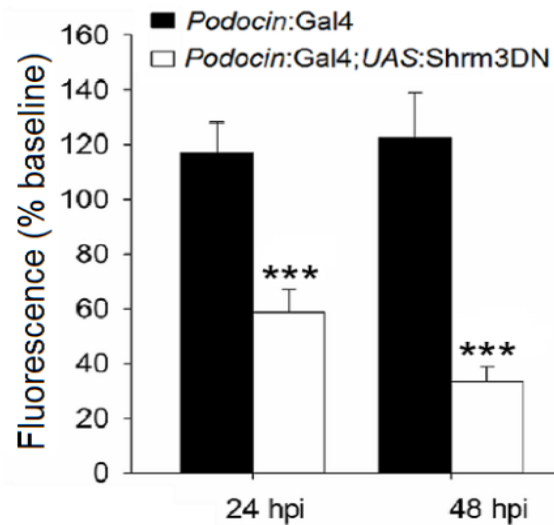 Podocin:Gal4
Podocin:Gal4;UAS:Shrm3DN
Fluorescence (% baseline)
160
140
120
100
80
60
40
20
0
***
***
24 hpi
48 hpi